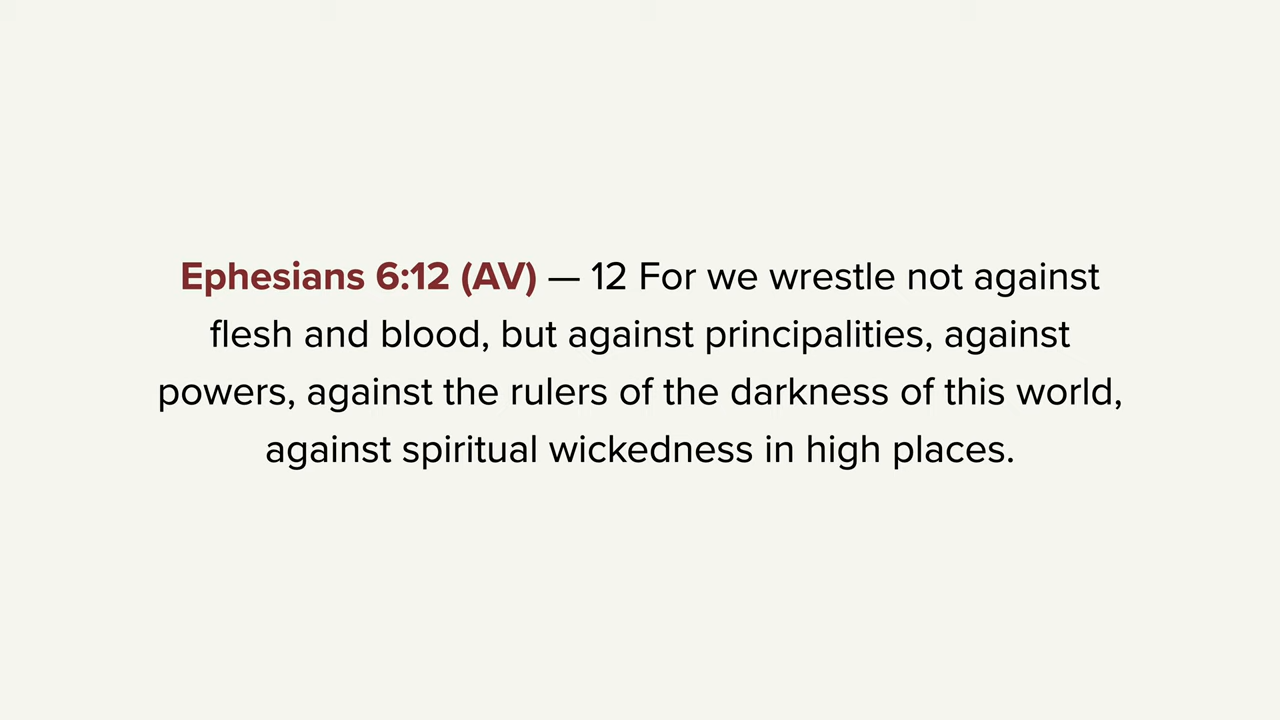 Ephesians 6:12 (AV) — 12 For we wrestle not against
flesh and blood, but against principalities, against
powers, against the rulers of the darkness of this world,
against spiritual wickedness in high places.